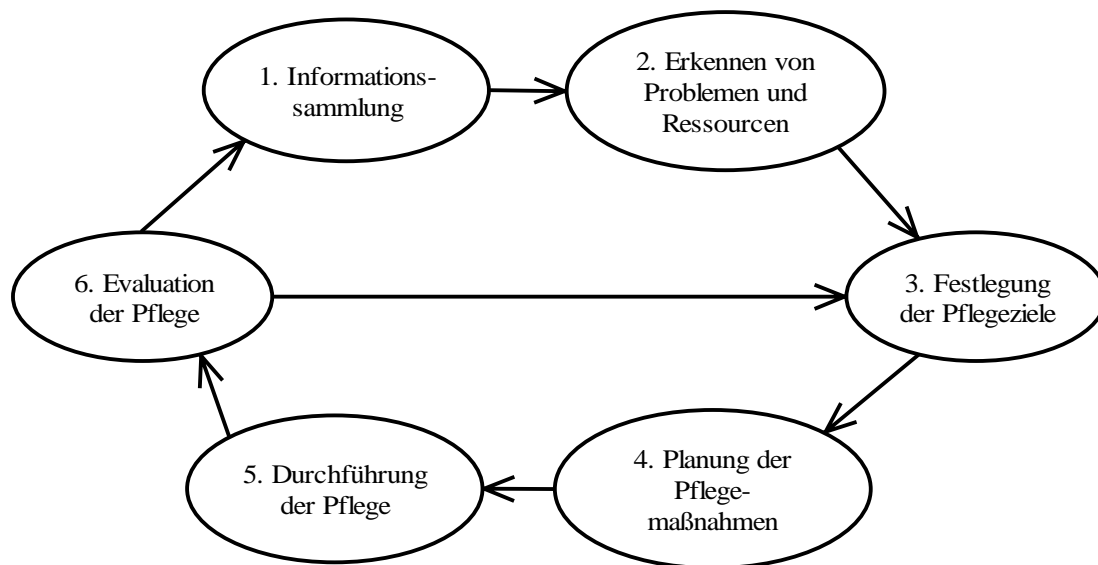 1. Informations-
sammlung
2. Erkennen von
Problemen und
Ressourcen
3. Festlegung
der Pflegeziele
4. Planung der
Pflege-
maßnahmen
5. Durchführung
der Pflege
6. Evaluation
der Pflege